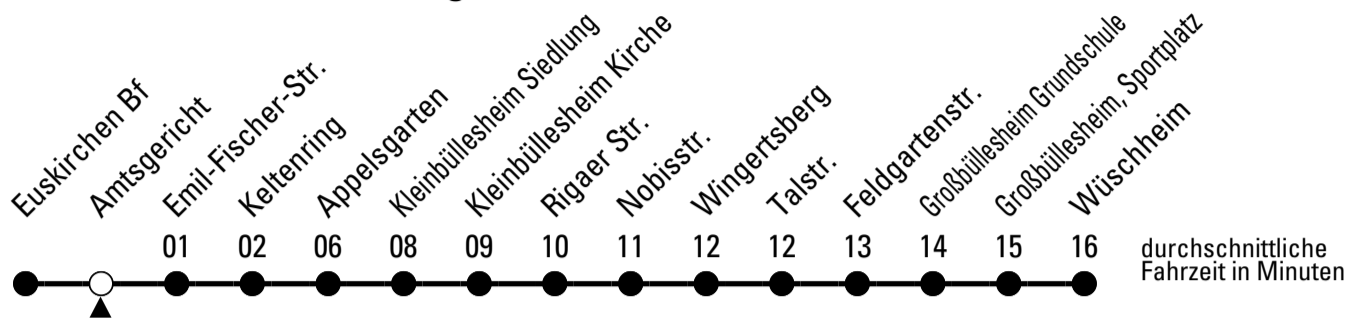 Euskirchen Bf
Amtsgericht
Emil-Fischer-Str.
Keltenring
Appelsgarten
Kleinbüllesheim Siedlung
Kleinbüllesheim Kirche
Rigaer Str.
Nobisstr.
Wingertsberg
Talstr.
Feldgartenstr.
Großbüllesheim Grundschule
Großbüllesheim, Sportplatz
Wüschheim
01 02 06 08 09 10 11 12 12 13 14 15 16
durchschnittliche
Fahrzeit in Minuten